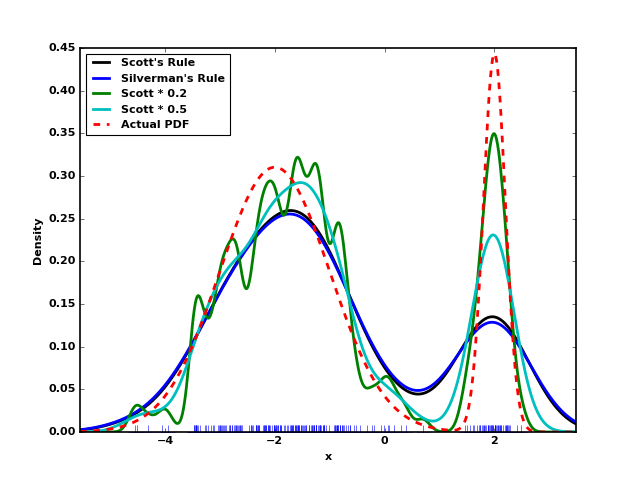 0.45
0.40
0.35
0.30
0.25
0.20
0.15
0.10
0.05
0.00
Density
Scott's Rule
Silverman's Rule
Scott * 0.2
Scott * 0.5
Actual PDF
−4
−2
0
2
x